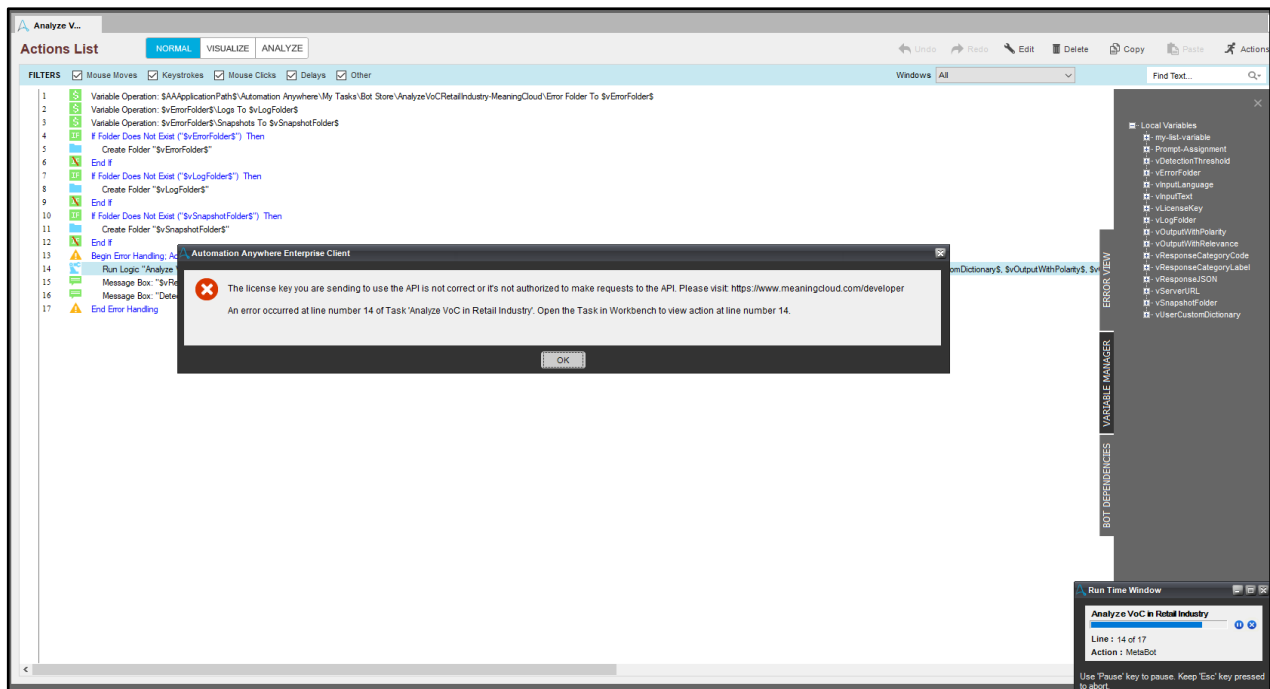 Analyze V...
Actions List
NORMAL VISUALIZE ANALYZE
Undo Redo Edit Delete Copy Paste Actions
FILTERS Mouse Moves Keystrokes Mouse Clicks Delays Other Windows All Find Text...
1 Variable Operation: $AAApplicationPath$\Automation Anywhere\My Tasks\Bot Store\AnalyzeVoCRetailIndustry-MeaningCloud\Error Folder To $vErrorFolder$
2 Variable Operation: $vErrorFolder$\Logs To $vLogFolder$
3 Variable Operation: $vErrorFolder$\Snapshots To $vSnapshotFolder$
4 IF If Folder Does Not Exist ("$vErrorFolder$") Then
5 Create Folder "$vErrorFolder$"
6 End If
7 IF If Folder Does Not Exist ("$vLogFolder$") Then
8 Create Folder "$vLogFolder$"
9 End If
10 IF If Folder Does Not Exist ("$vSnapshotFolder$") Then
11 Create Folder "$vSnapshotFolder$"
12 End If
13 Begin Error Handling; Ac
14 Run Logic "Analyze omDictionary$, $vOutputWithPolarity$, $v
15 Message Box: "$vRe
16 Message Box: "Dete
17 End Error Handling
Automation Anywhere Enterprise Client
The license key you are sending to use the API is not correct or it's not authorized to make requests to the API. Please visit: https://www.meaningcloud.com/developer
An error occurred at line number 14 of Task 'Analyze VoC in Retail Industry'. Open the Task in Workbench to view action at line number 14.
OK
ERROR VIEW
VARIABLE MANAGER
BOT DEPENDENCIES
Local Variables
my-list-variable
Prompt-Assignment
vDetectionThreshold
vErrorFolder
vInputLanguage
vInputText
vLicenseKey
vLogFolder
vOutputWithPolarity
vOutputWithRelevance
vResponseCategoryCode
vResponseCategoryLabel
vResponseJSON
vServerURL
vSnapshotFolder
vUserCustomDictionary
Run Time Window
Analyze VoC in Retail Industry
Line : 14 of 17
Action : MetaBot
Use 'Pause' key to pause. Keep 'Esc' key pressed
to abort.